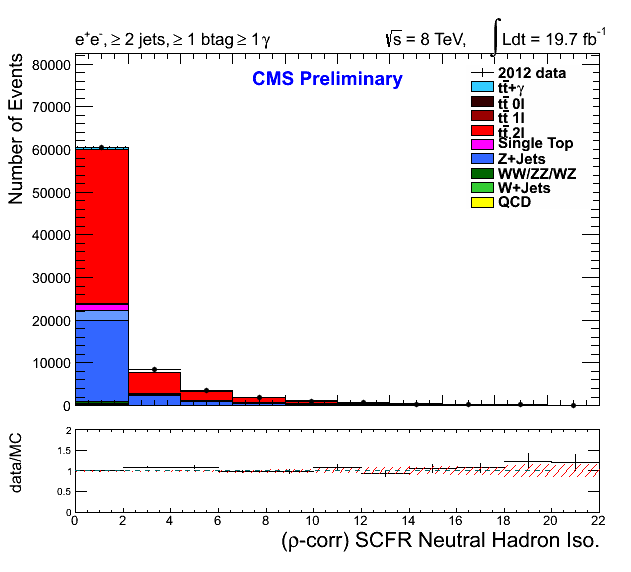 e⁺e⁻, ≥ 2 jets, ≥ 1 btag ≥ 1 γ
√s = 8 TeV, ∫ Ldt = 19.7 fb⁻¹
CMS Preliminary
2012 data
tt̄+γ
tt̄ 0l
tt̄ 1l
tt̄ 2l
Single Top
Z+Jets
WW/ZZ/WZ
W+Jets
QCD
Number of Events
80000
70000
60000
50000
40000
30000
20000
10000
0
data/MC
2
1.5
1
0.5
0
0 2 4 6 8 10 12 14 16 18 20 22
(ρ-corr) SCFR Neutral Hadron Iso.